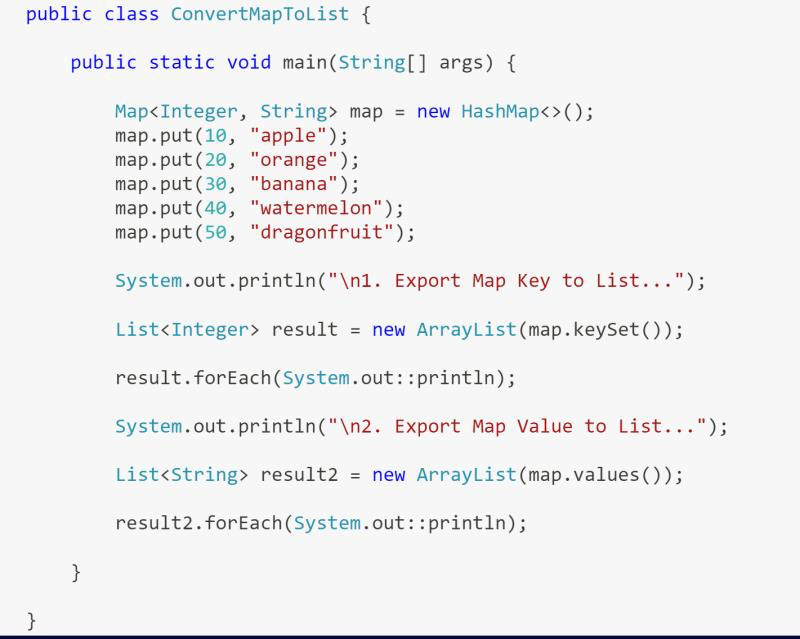 public class ConvertMapToList {
public static void main(String[] args) {
Map<Integer, String> map = new HashMap<>();
map.put(10, "apple");
map.put(20, "orange");
map.put(30, "banana");
map.put(40, "watermelon");
map.put(50, "dragonfruit");
System.out.println("\n1. Export Map Key to List...");
List<Integer> result = new ArrayList(map.keySet());
result.forEach(System.out::println);
System.out.println("\n2. Export Map Value to List...");
List<String> result2 = new ArrayList(map.values());
result2.forEach(System.out::println);
}
}